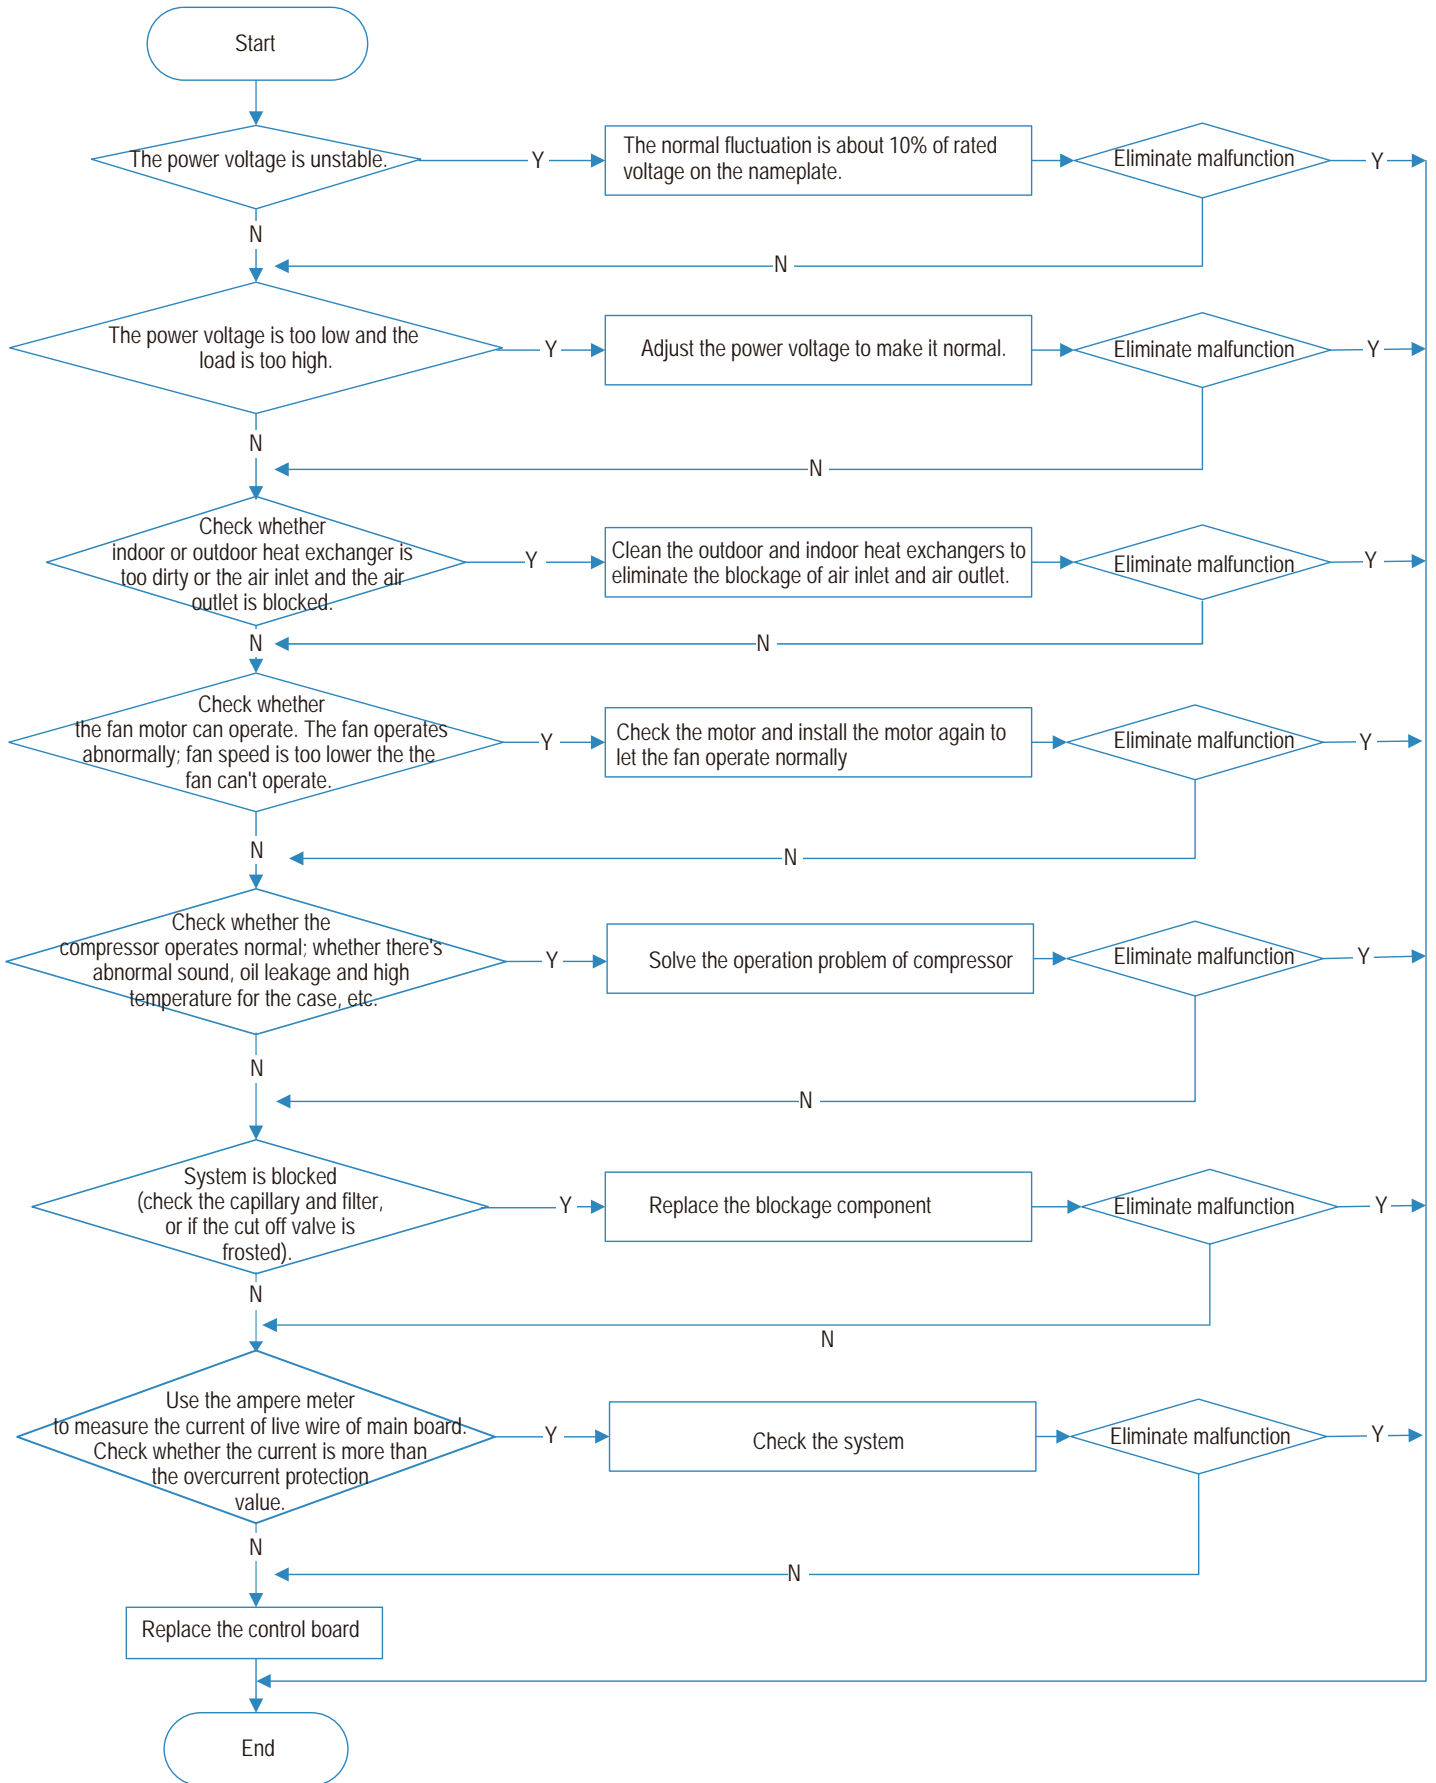 Start
The power voltage is unstable.
Y
The normal fluctuation is about 10% of rated
voltage on the nameplate.
Eliminate malfunction
Y
N
N
The power voltage is too low and the
load is too high.
Y
Adjust the power voltage to make it normal.
Eliminate malfunction
Y
N
N
Check whether
indoor or outdoor heat exchanger is
too dirty or the air inlet and the air
outlet is blocked.
Y
Clean the outdoor and indoor heat exchangers to
eliminate the blockage of air inlet and air outlet.
Eliminate malfunction
Y
N
N
Check whether
the fan motor can operate. The fan operates
abnormally; fan speed is too lower the the
fan can't operate.
Y
Check the motor and install the motor again to
let the fan operate normally
Eliminate malfunction
Y
N
N
Check whether the
compressor operates normal; whether there's
abnormal sound, oil leakage and high
temperature for the case, etc.
Y
Solve the operation problem of compressor
Eliminate malfunction
Y
N
N
System is blocked
(check the capillary and filter,
or if the cut off valve is
frosted).
Y
Replace the blockage component
Eliminate malfunction
Y
N
N
Use the ampere meter
to measure the current of live wire of main board.
Check whether the current is more than
the overcurrent protection
value.
Y
Check the system
Eliminate malfunction
Y
N
N
Replace the control board
End